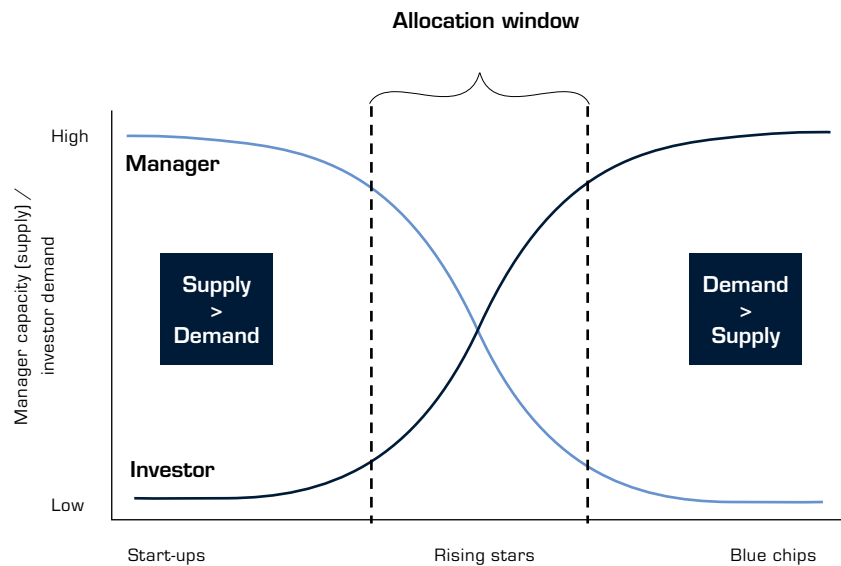 Allocation window
High
Manager
Manager capacity (supply) /
investor demand
Supply
>
Demand
Demand
>
Supply
Investor
Low
Start-ups
Rising stars
Blue chips